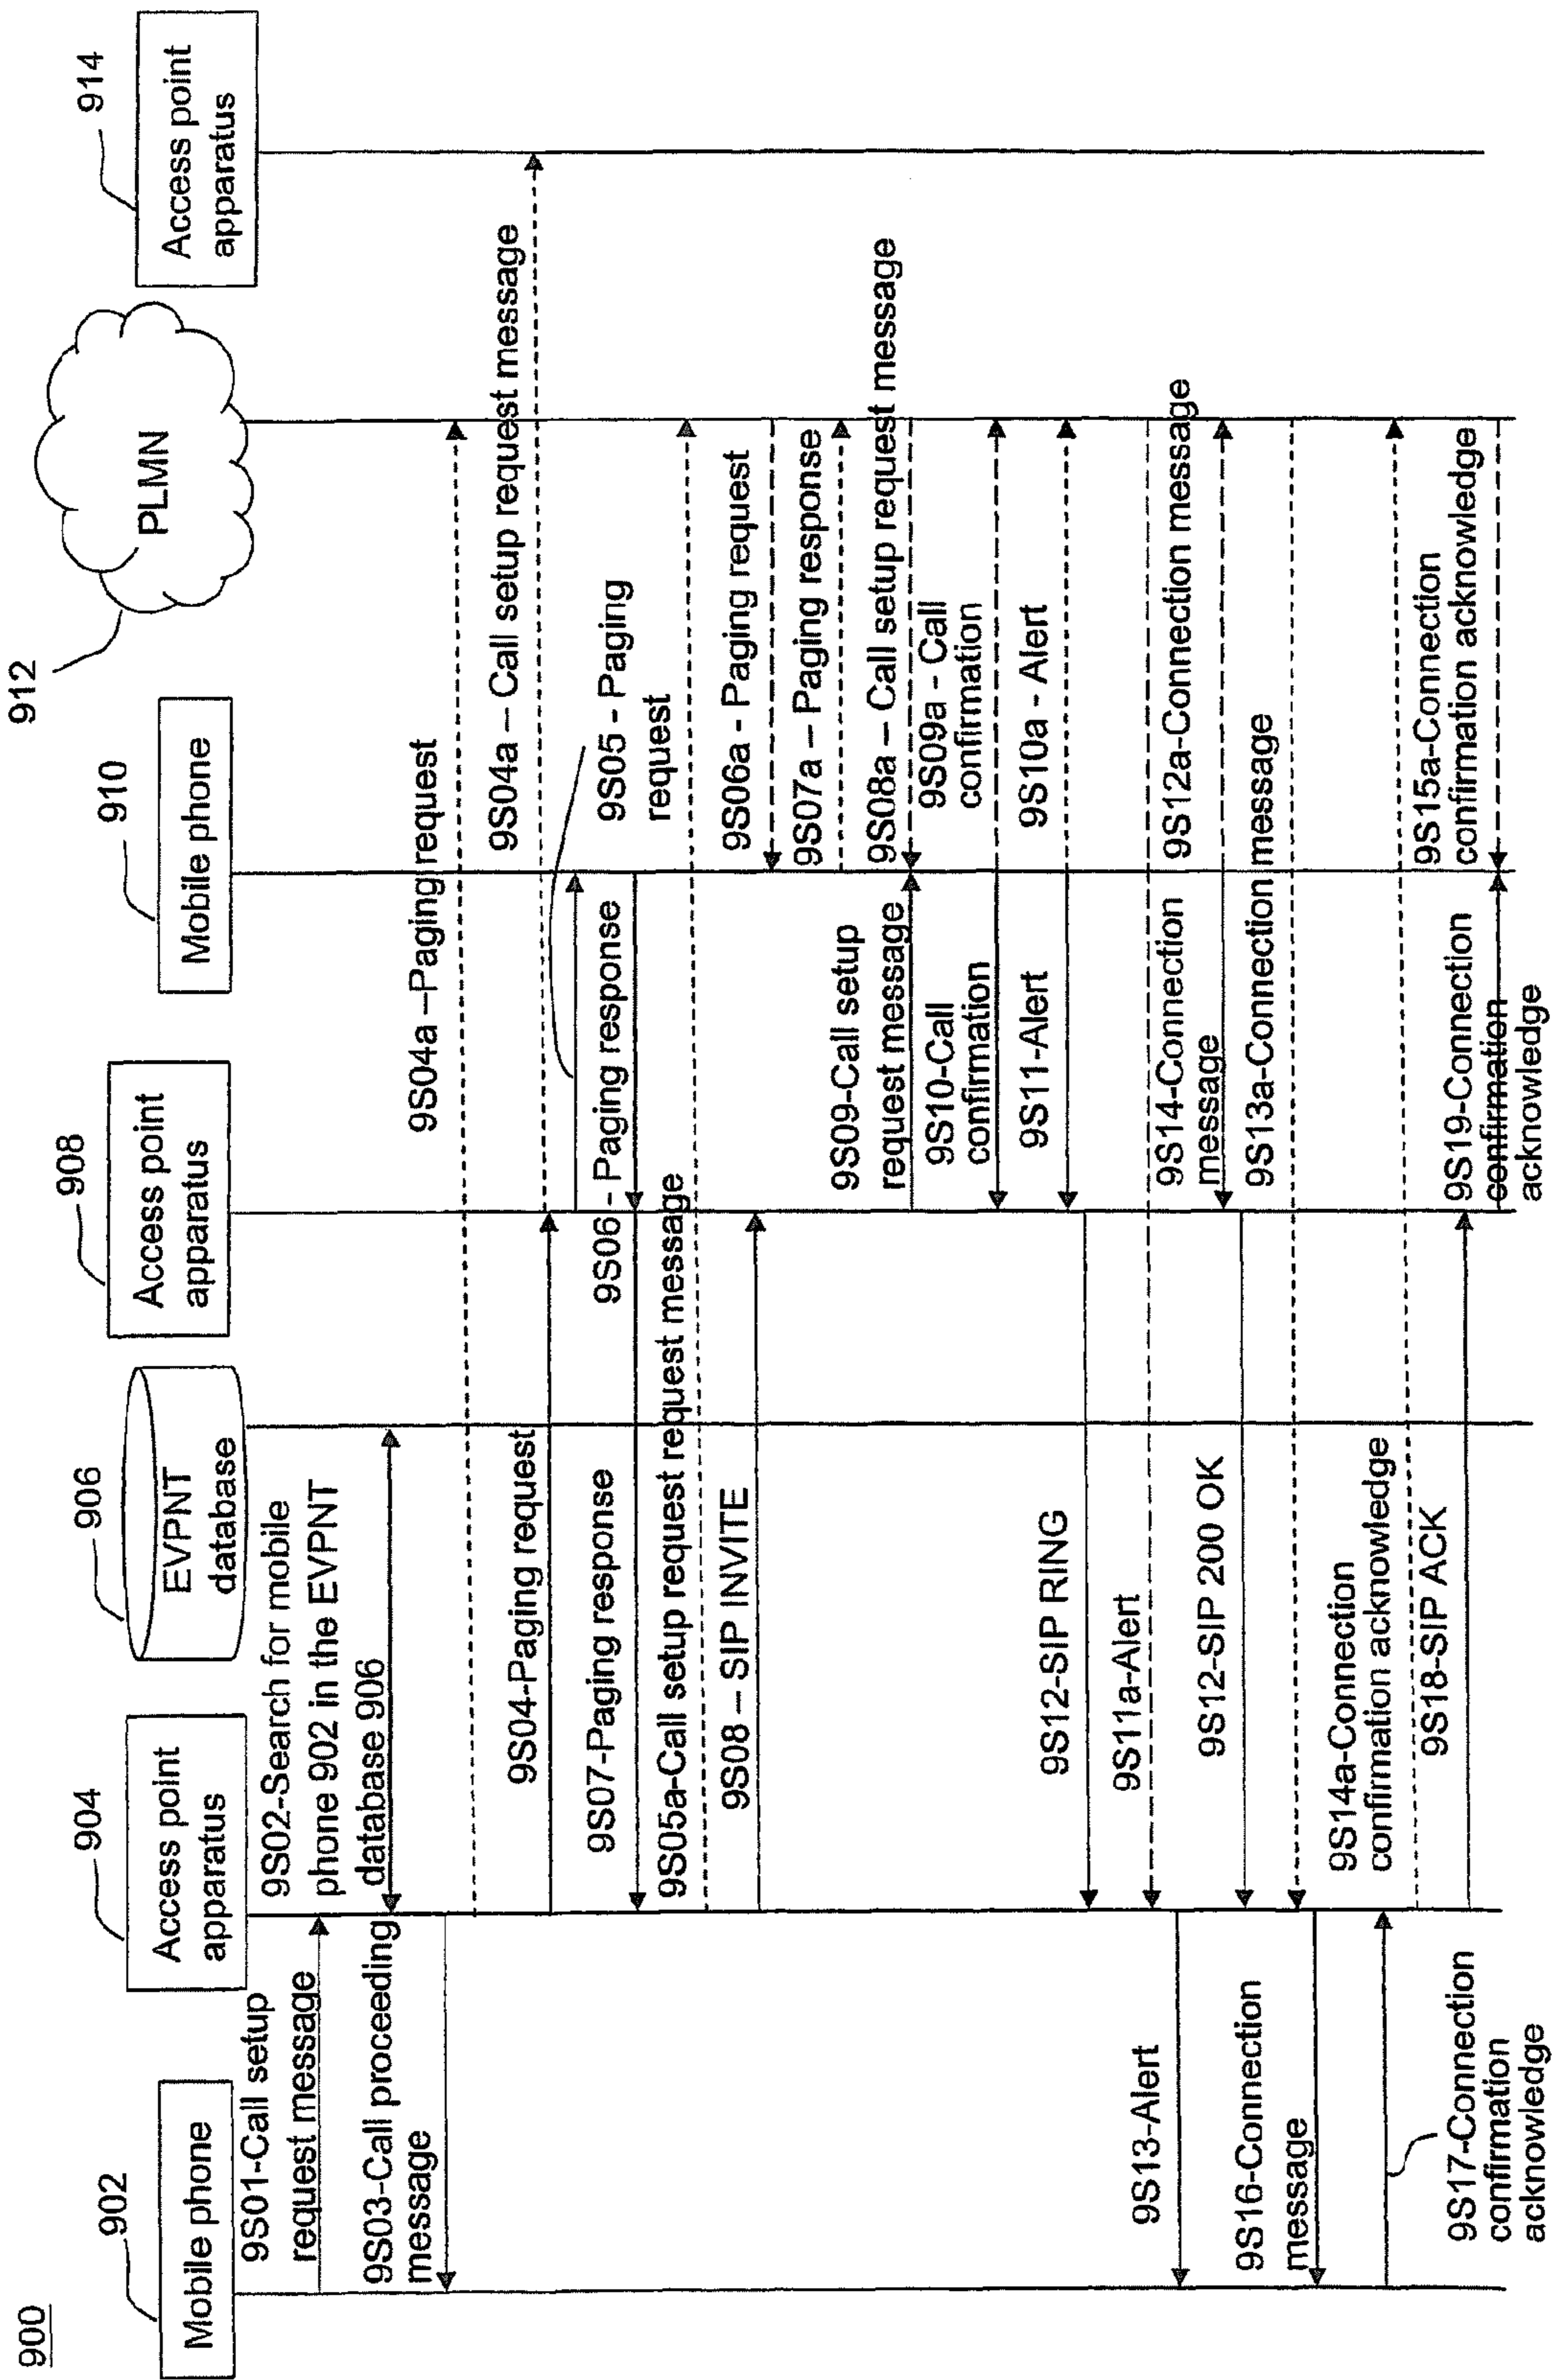 900
902
Mobile phone
904
Access point
apparatus
906
EVPNT
database
908
Access point
apparatus
910
Mobile phone
912
PLMN
914
Access point
apparatus
9S01-Call setup
request message
9S02-Search for mobile
phone 902 in the EVPNT
database 906
9S03-Call proceeding
message
9S04a –Paging request
9S04a – Call setup request message
9S04-Paging request
9S05 - Paging
request
9S06 - Paging response
9S07-Paging response
9S05a-Call setup request request message
9S06a - Paging request
9S08 – SIP INVITE
9S07a – Paging response
9S08a – Call setup request message
9S09-Call setup
request message
9S09a - Call
confirmation
9S10-Call
confirmation
9S10a - Alert
9S11-Alert
9S12-SIP RING
9S11a-Alert
9S13-Alert
9S12a-Connection message
9S14-Connection
message
9S12-SIP 200 OK
9S13a-Connection message
9S16-Connection
message
9S14a-Connection
confirmation acknowledge
9S17-Connection
confirmation
acknowledge
9S18-SIP ACK
9S15a-Connection
confirmation acknowledge
9S19-Connection
confirmation
acknowledge